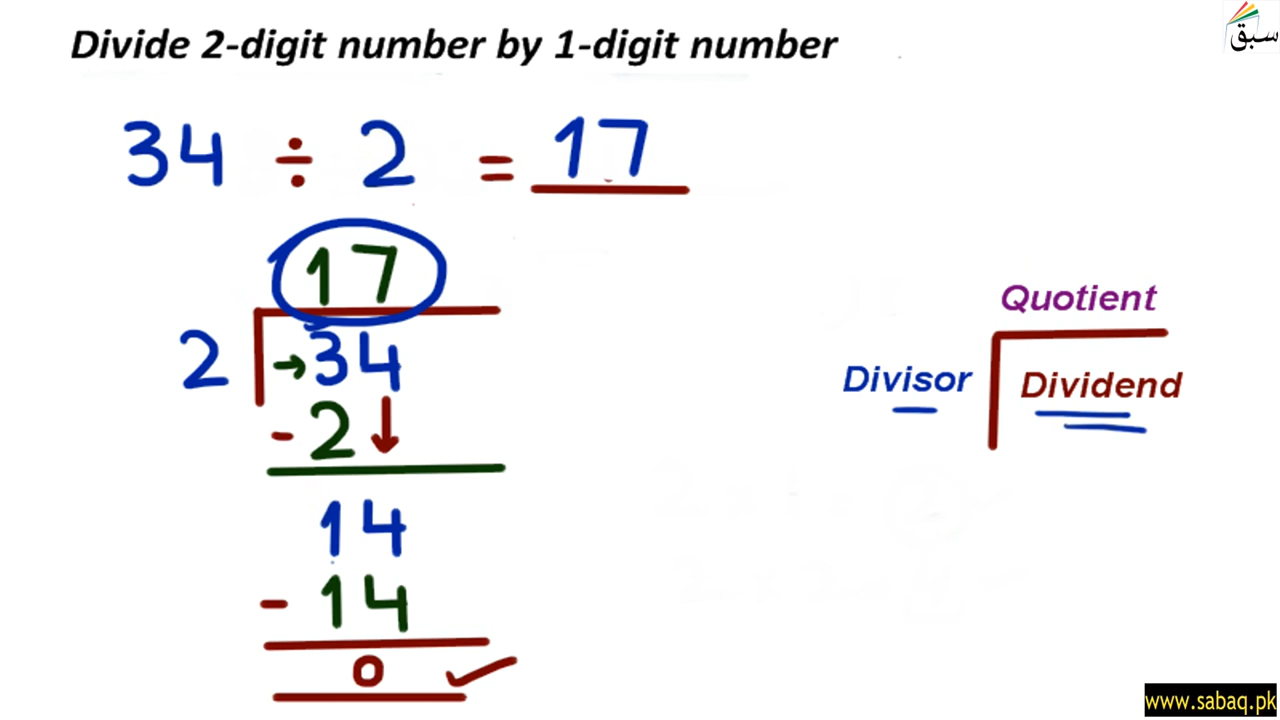 Divide 2-digit number by 1-digit number
سبق
34 ÷ 2 = 17
17
2 →34
- 2 ↓
14
- 14
0 ✓
Quotient
Divisor Dividend
www.sabaq.pk